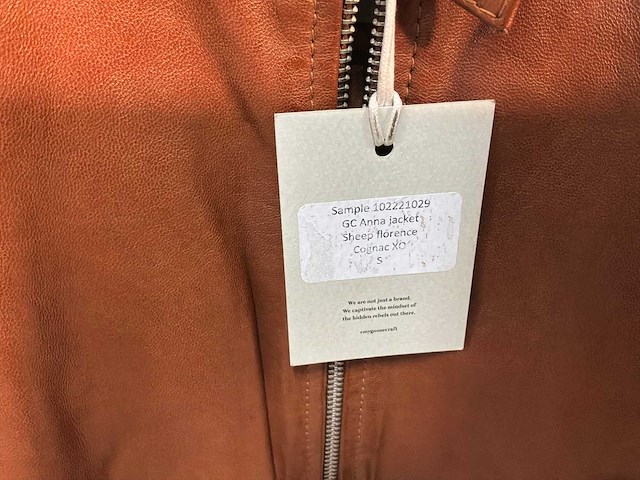 Sample 102221029
GC Anna jacket
Sheep florence
Cognac XO
S
We are not just a brand.
We captivate the mindset of
the hidden rebels out there.
#mygoosecraft